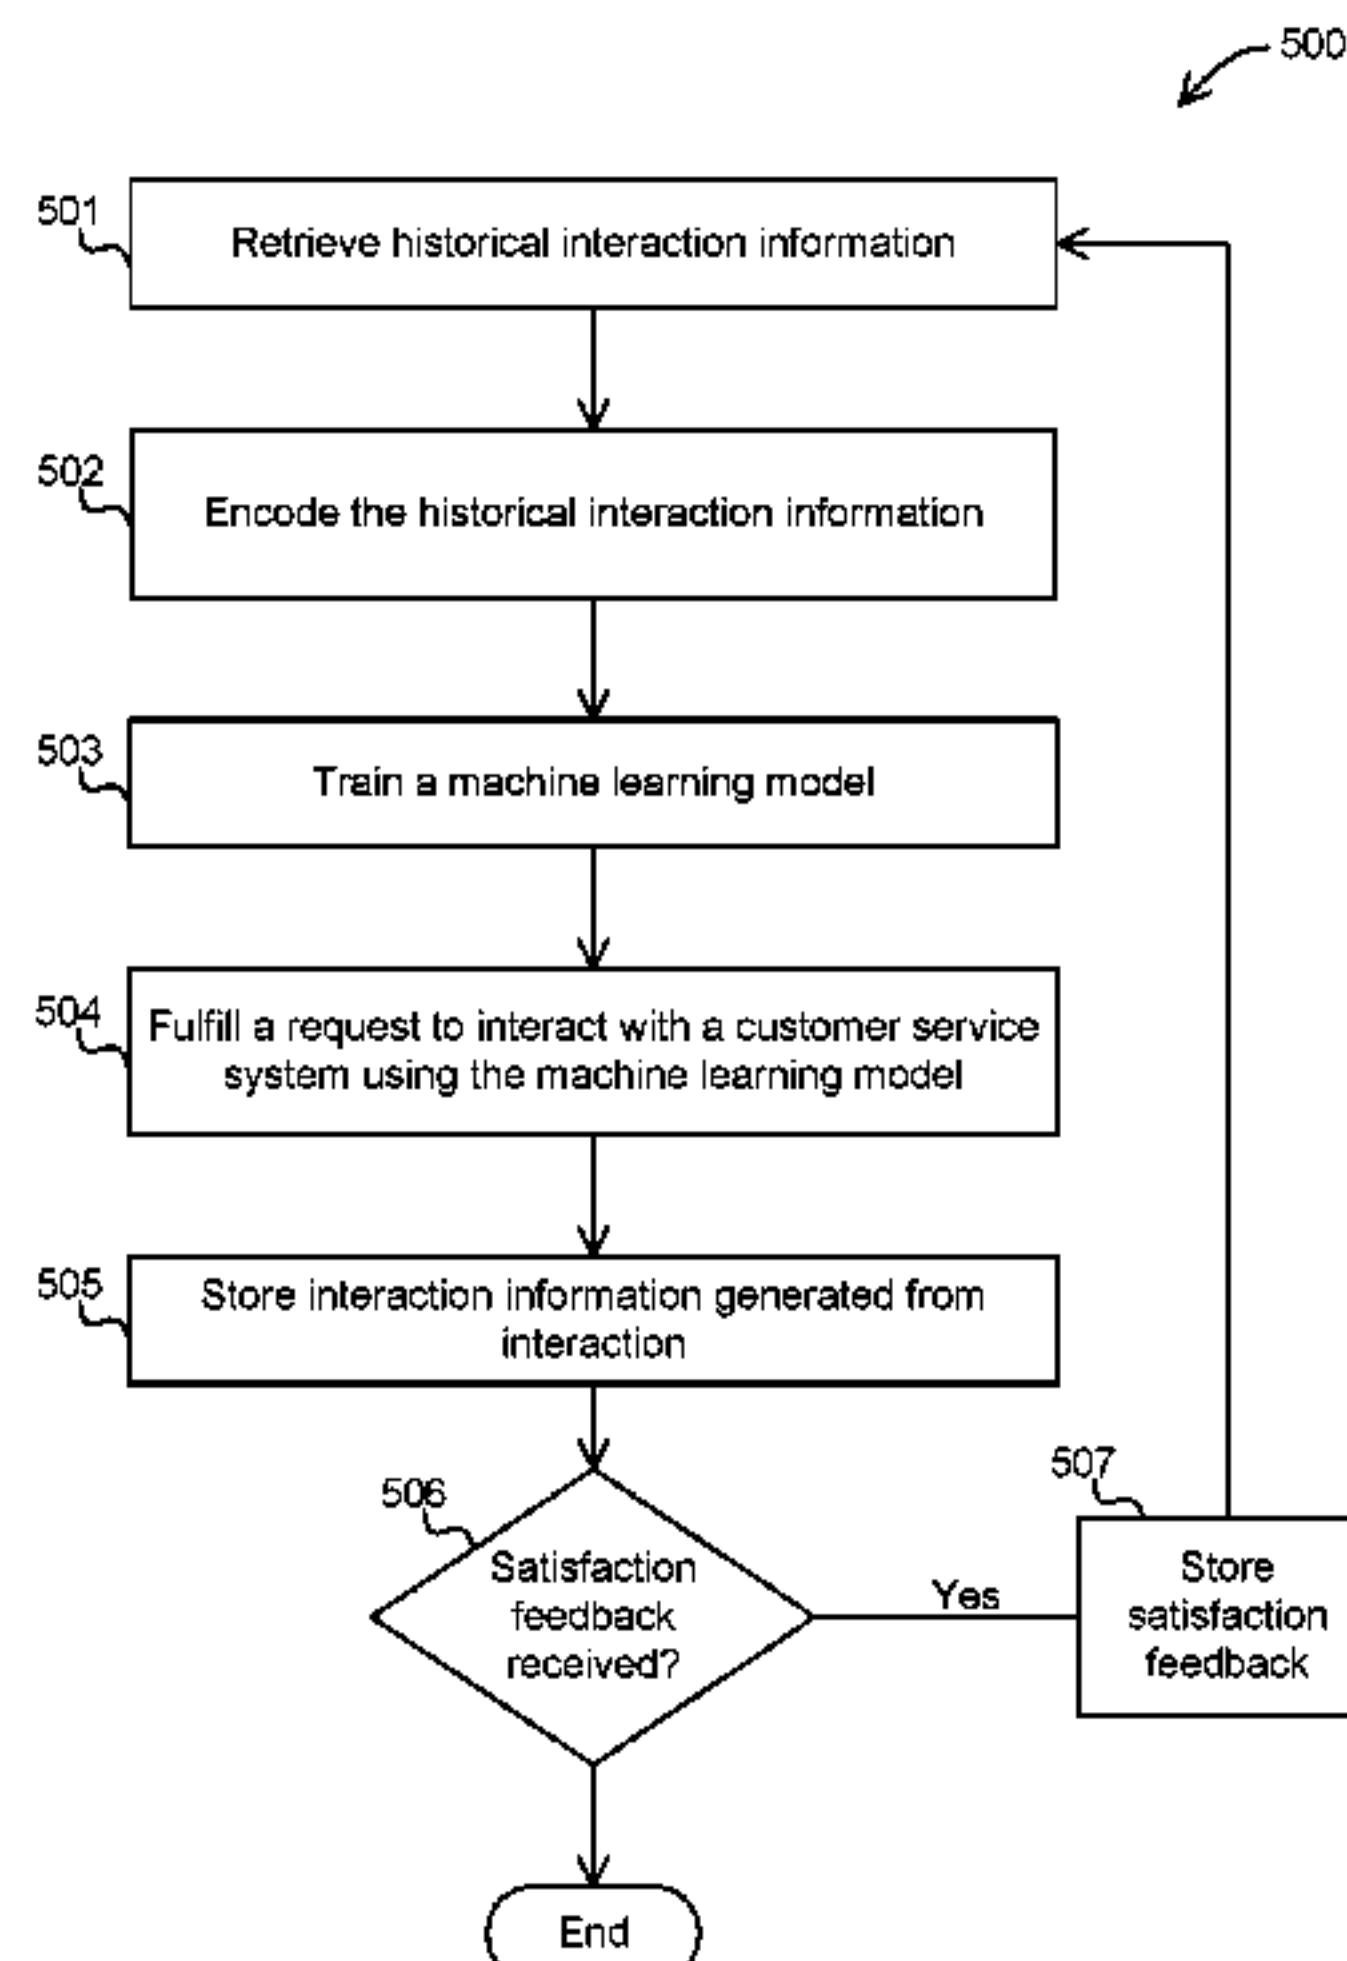 500
501
Retrieve historical interaction information
502
Encode the historical interaction information
503
Train a machine learning model
504
Fulfill a request to interact with a customer service
system using the machine learning model
505
Store interaction information generated from
interaction
506
Satisfaction
feedback
received?
Yes
507
Store
satisfaction
feedback
End